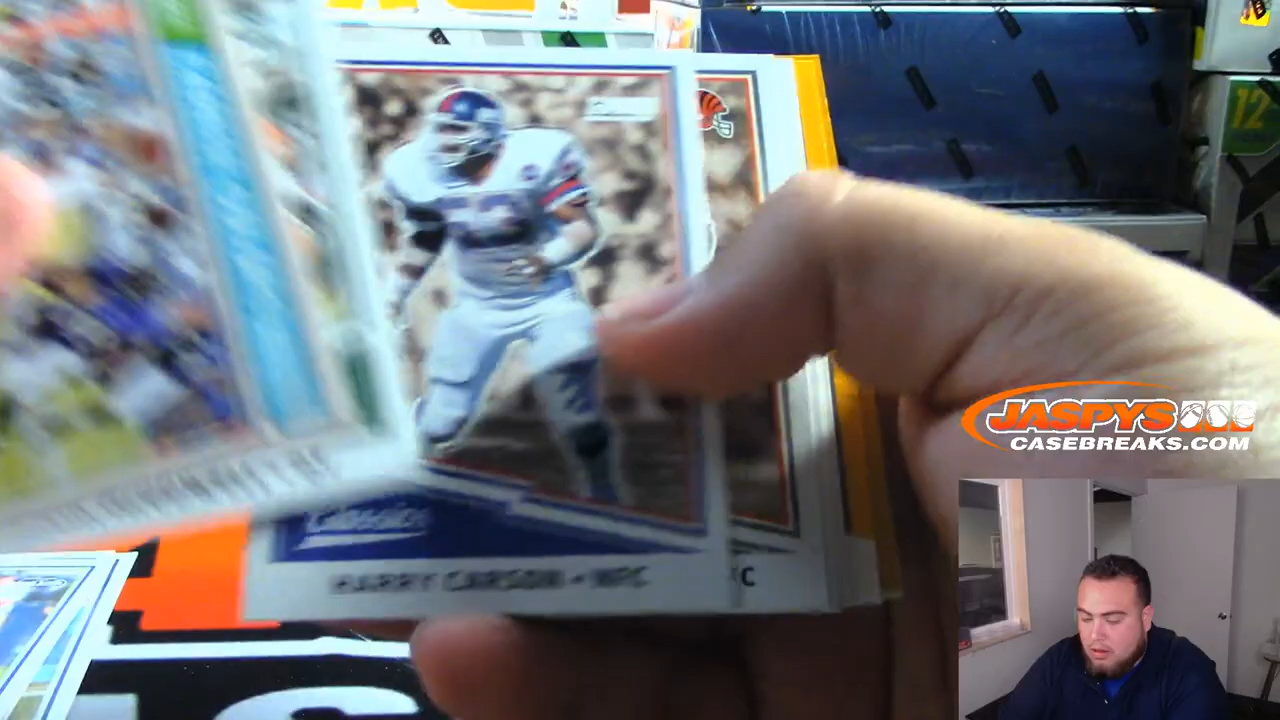 12
JASPYS
CASEBREAKS.COM
Classics
HARRY CARSON • NFC
C